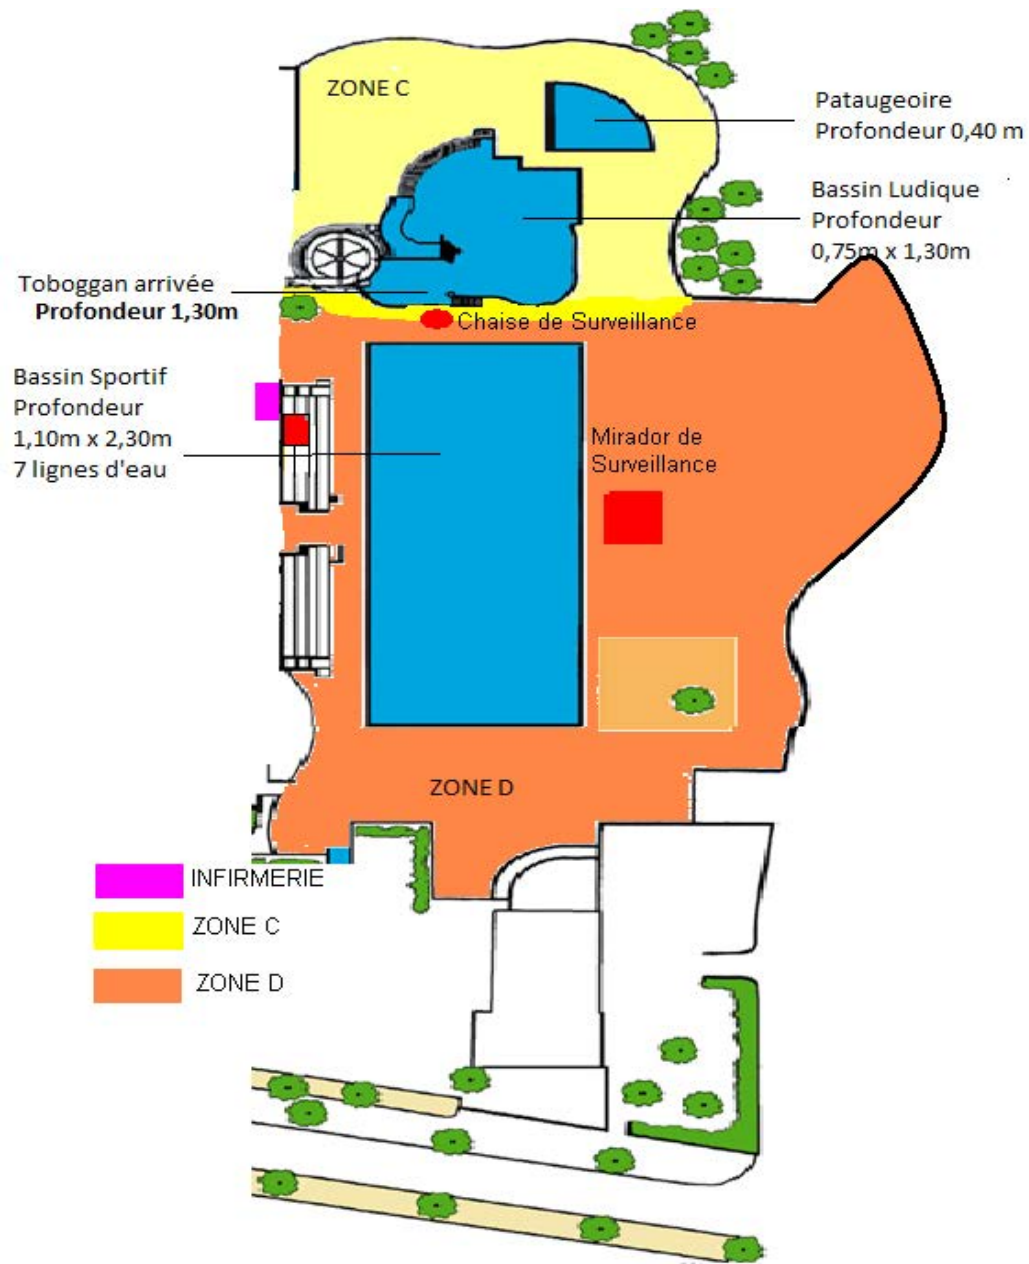 ZONE C
Pataugeoire
Profondeur 0,40 m
Bassin Ludique
Profondeur
0,75m x 1,30m
Toboggan arrivée
Profondeur 1,30m
Chaise de Surveillance
Bassin Sportif
Profondeur
1,10m x 2,30m
7 lignes d'eau
Mirador de
Surveillance
ZONE D
INFIRMERIE
ZONE C
ZONE D